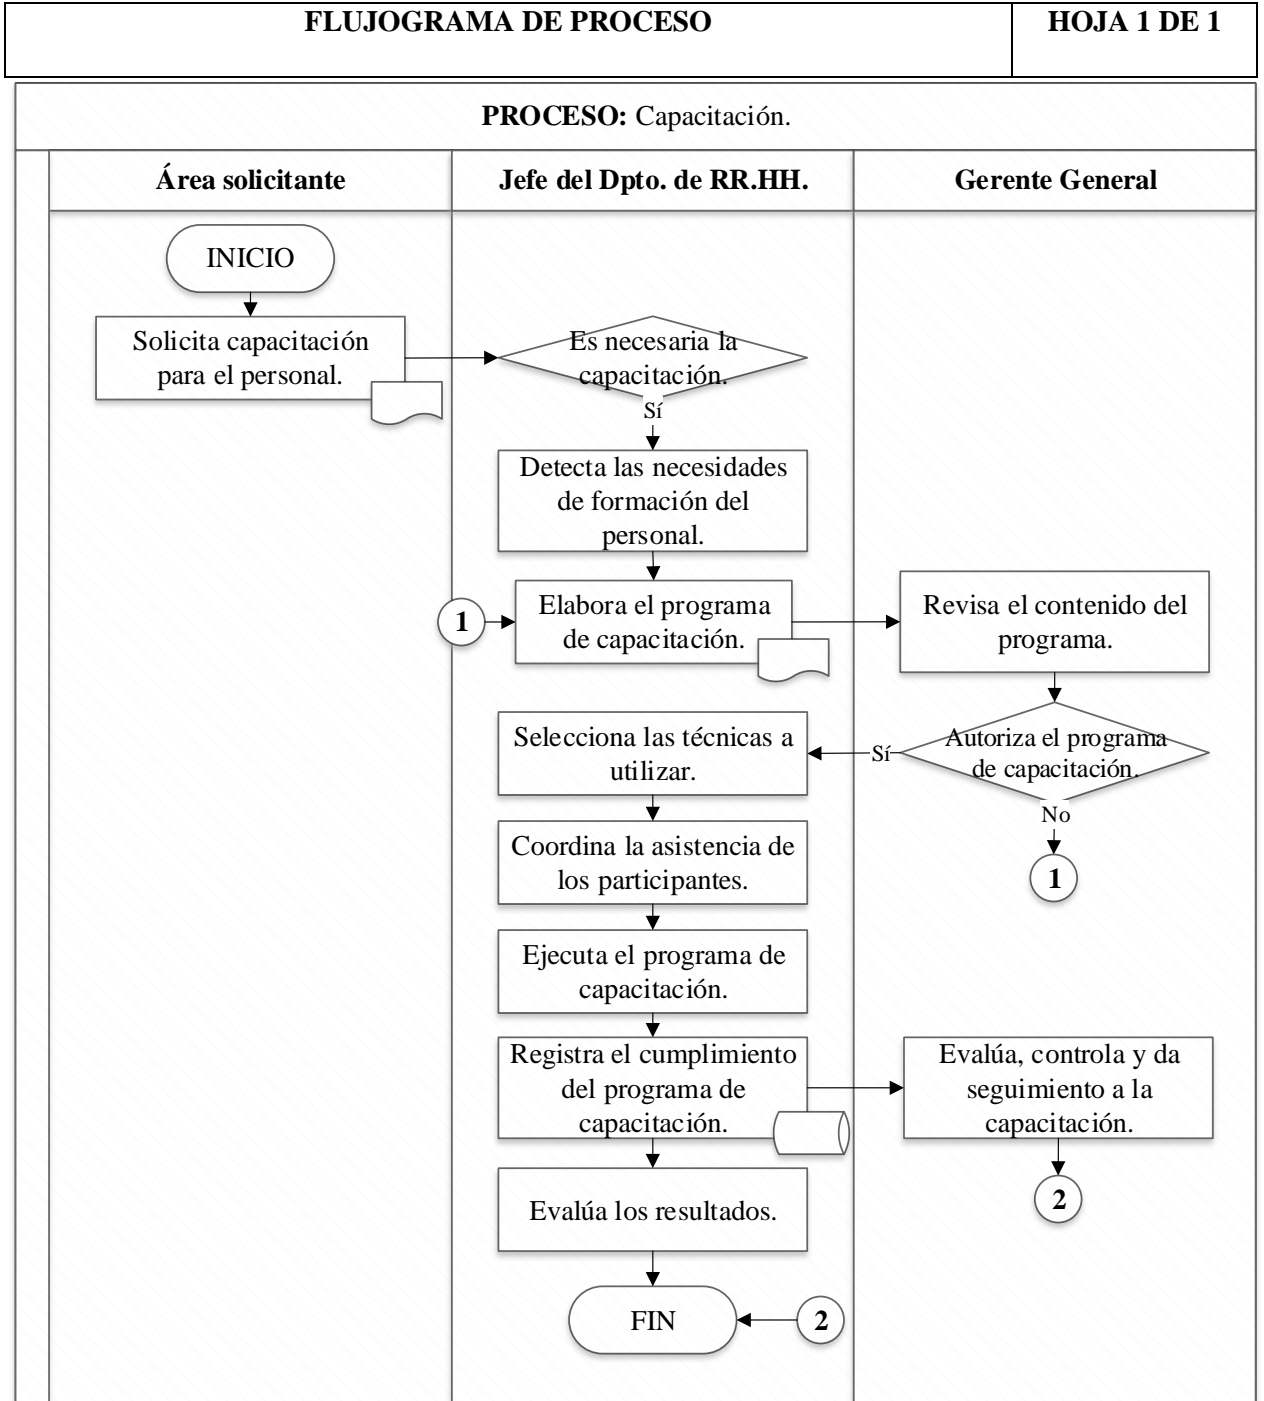 FLUJOGRAMA DE PROCESO
HOJA 1 DE 1
PROCESO: Capacitación.
Área solicitante
Jefe del Dpto. de RR.HH.
Gerente General
INICIO
Solicita capacitación
para el personal.
Es necesaria la
capacitación.
Sí
Detecta las necesidades
de formación del
personal.
1
Elabora el programa
de capacitación.
Revisa el contenido del
programa.
Autoriza el programa
de capacitación.
Sí
No
1
Selecciona las técnicas a
utilizar.
Coordina la asistencia de
los participantes.
Ejecuta el programa de
capacitación.
Registra el cumplimiento
del programa de
capacitación.
Evalúa, controla y da
seguimiento a la
capacitación.
2
Evalúa los resultados.
FIN
2